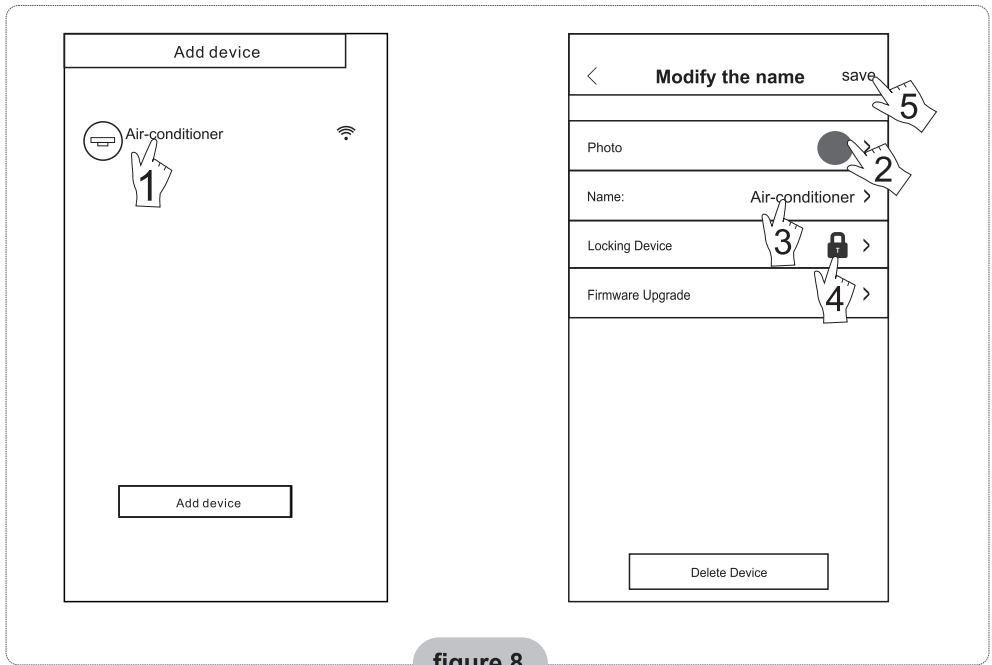 Add device
Air-conditioner
1
Add device
Modify the name save
5
Photo
2
Name: Air-conditioner
3
Locking Device T
4
Firmware Upgrade
Delete Device
figure 8